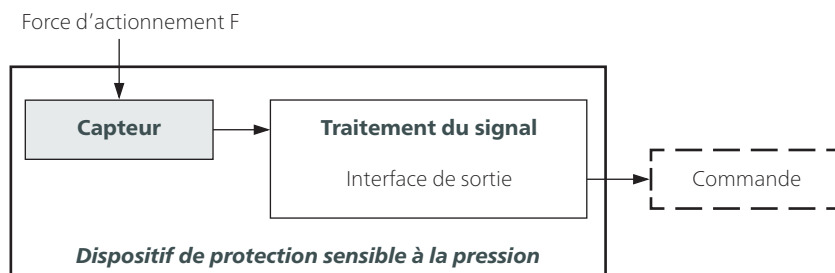 Force d’actionnement F
Capteur
Traitement du signal
Interface de sortie
Commande
Dispositif de protection sensible à la pression